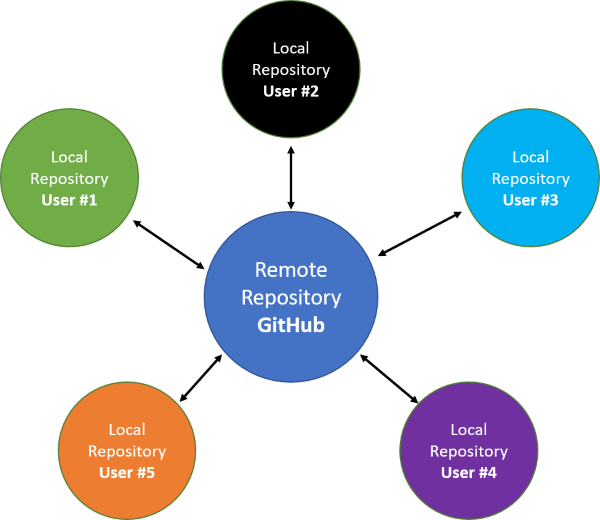 Local
Repository
User #2
Local
Repository
User #1
Local
Repository
User #3
Remote
Repository
GitHub
Local
Repository
User #5
Local
Repository
User #4